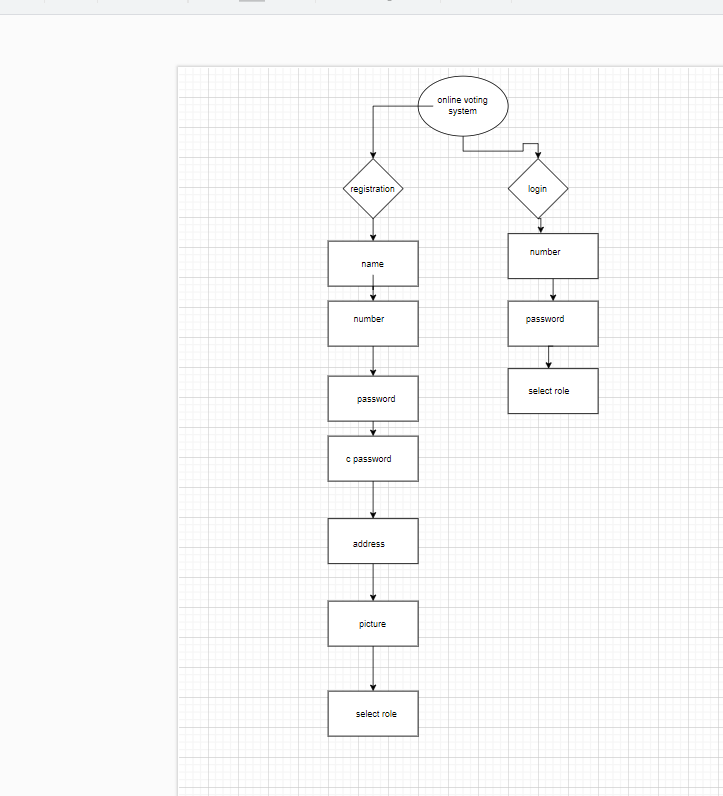 online voting
system
registration
login
name
number
number
password
password
select role
c password
address
picture
select role